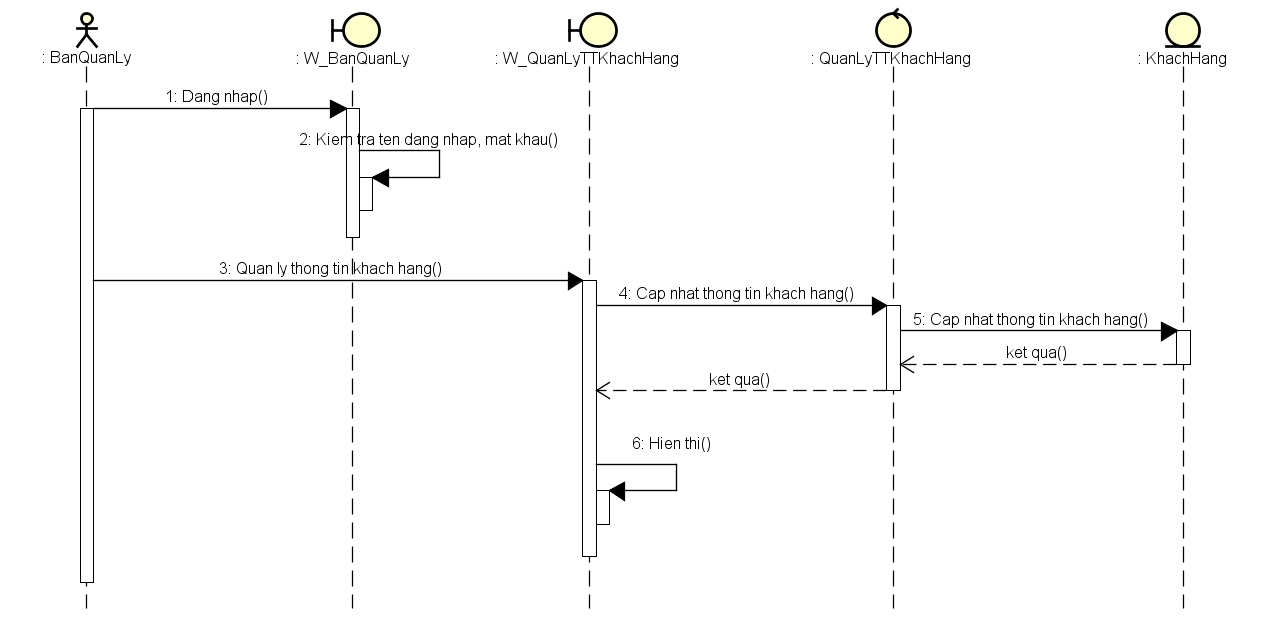 : BanQuanLy
: W_BanQuanLy
: W_QuanLyTTKhachHang
: QuanLyTTKhachHang
: KhachHang
1: Dang nhap()
2: Kiem tra ten dang nhap, mat khau()
3: Quan ly thong tin khach hang()
4: Cap nhat thong tin khach hang()
5: Cap nhat thong tin khach hang()
ket qua()
ket qua()
6: Hien thi()